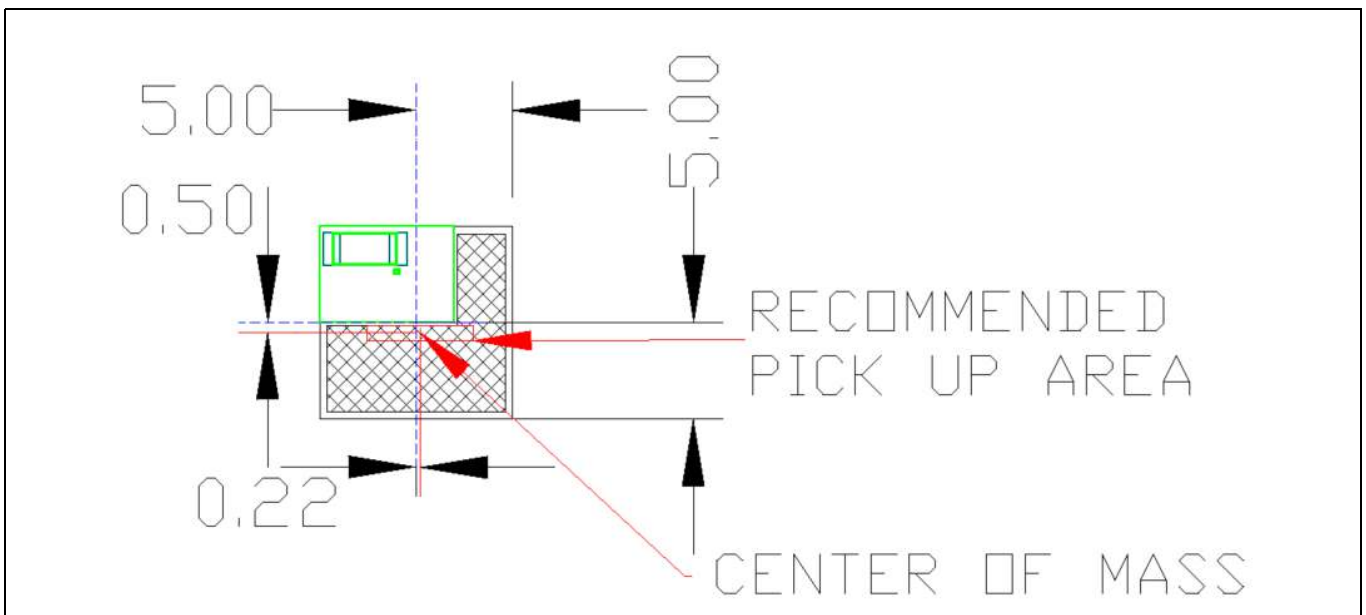 5.00
5.00
0.50
RECOMMENDED
PICK UP AREA
0.22
CENTER OF MASS